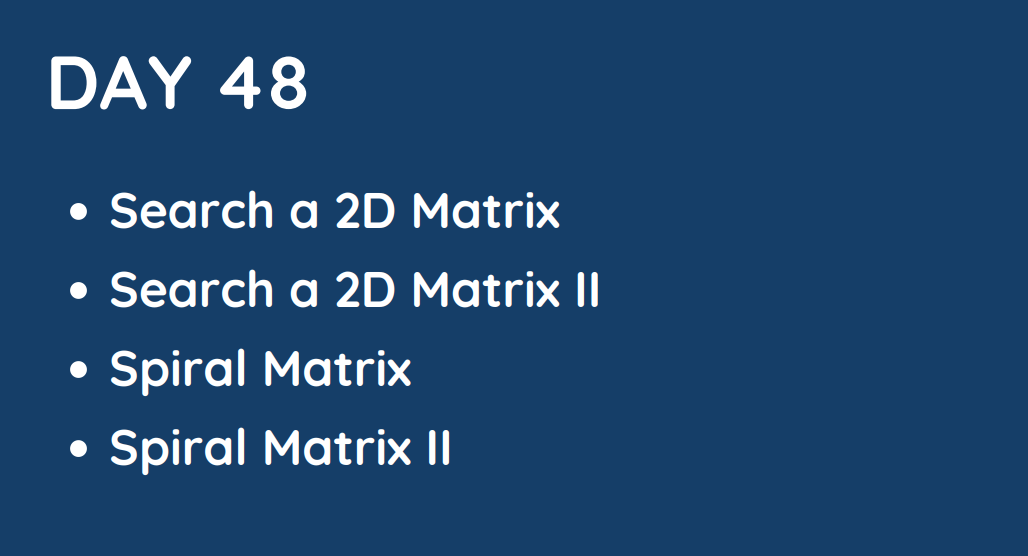 DAY 48
• Search a 2D Matrix
• Search a 2D Matrix II
• Spiral Matrix
• Spiral Matrix II